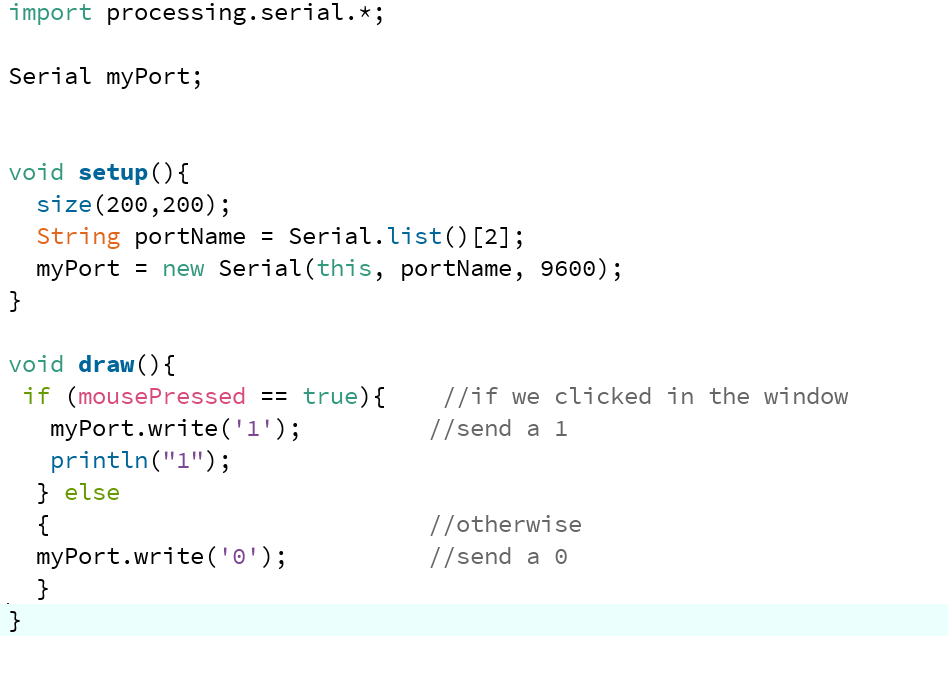 import processing.serial.*;
Serial myPort;
void setup(){
  size(200,200);
  String portName = Serial.list()[2];
  myPort = new Serial(this, portName, 9600);
}
void draw(){
 if (mousePressed == true){    //if we clicked in the window
   myPort.write('1');         //send a 1
   println("1");
  } else
  {                           //otherwise
  myPort.write('0');          //send a 0
  }
}